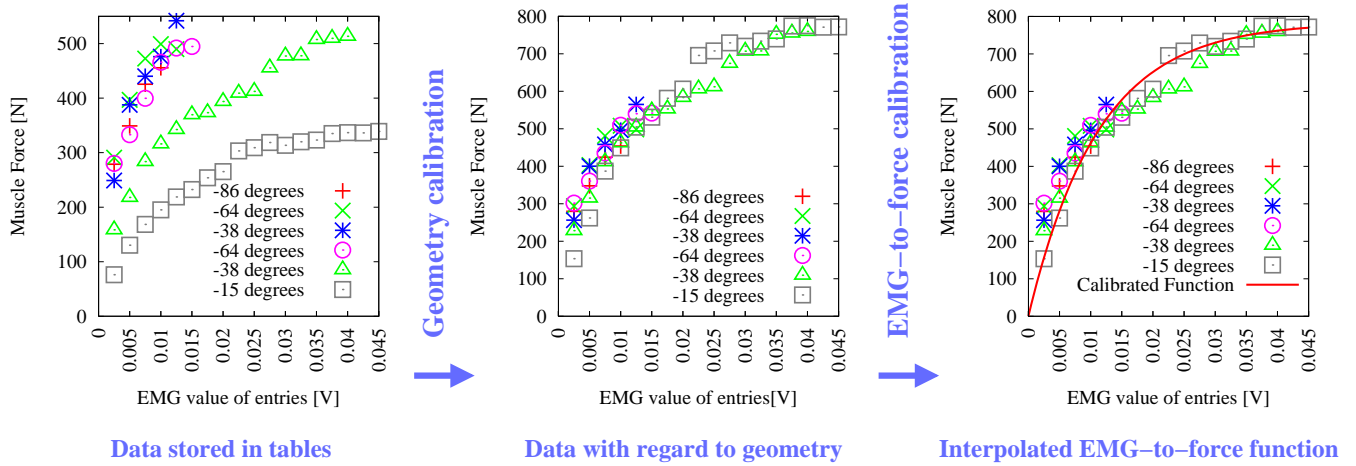 Muscle Force [N]
500
400
300
200
100
0
-86 degrees
-64 degrees
-38 degrees
-64 degrees
-38 degrees
-15 degrees
0
0.005
0.01
0.015
0.02
0.025
0.03
0.035
0.04
0.045
EMG value of entries [V]
Data stored in tables
Geometry calibration
Muscle Force [N]
800
700
600
500
400
300
200
100
0
-86 degrees
-64 degrees
-38 degrees
-64 degrees
-38 degrees
-15 degrees
0
0.005
0.01
0.015
0.02
0.025
0.03
0.035
0.04
0.045
EMG value of entries[V]
Data with regard to geometry
EMG−to−force calibration
Muscle Force [N]
800
700
600
500
400
300
200
100
0
-86 degrees
-64 degrees
-38 degrees
-64 degrees
-38 degrees
-15 degrees
Calibrated Function
0
0.005
0.01
0.015
0.02
0.025
0.03
0.035
0.04
0.045
EMG value of entries [V]
Interpolated EMG−to−force function